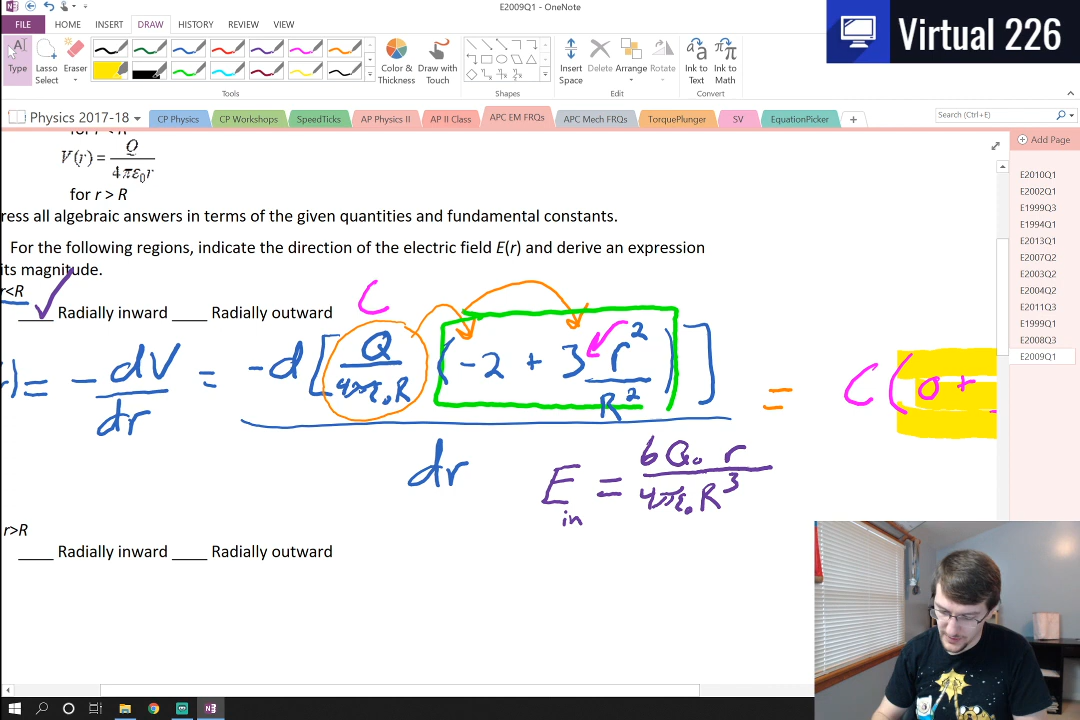 E2009Q1 - OneNote
Virtual 226
FILE HOME INSERT DRAW HISTORY REVIEW VIEW
Type Lasso Select Eraser Color & Thickness Draw with Touch Insert Space Delete Arrange Rotate Ink to Text Ink to Math
Tools Shapes Edit Convert
Physics 2017-18 CP Physics CP Workshops SpeedTicks AP Physics II AP II Class APC EM FRQs APC Mech FRQs TorquePlunger SV EquationPicker
Search (Ctrl+E)
Add Page
E2010Q1
E2002Q1
E1999Q3
E1994Q1
E2013Q1
E2007Q2
E2003Q2
E2004Q2
E2011Q3
E1999Q1
E2008Q3
E2009Q1
for r < R
V(r) = Q / 4πε₀r
for r > R
ress all algebraic answers in terms of the given quantities and fundamental constants.
For the following regions, indicate the direction of the electric field E(r) and derive an expression
its magnitude.
r<R
____ Radially inward ____ Radially outward
C
) = -dV/dr = -d[Q/4πε₀R (-2 + 3 r²/R²)]/dr = C(0+
E in = 6Q₀ r / 4πε₀ R³
r>R
____ Radially inward ____ Radially outward